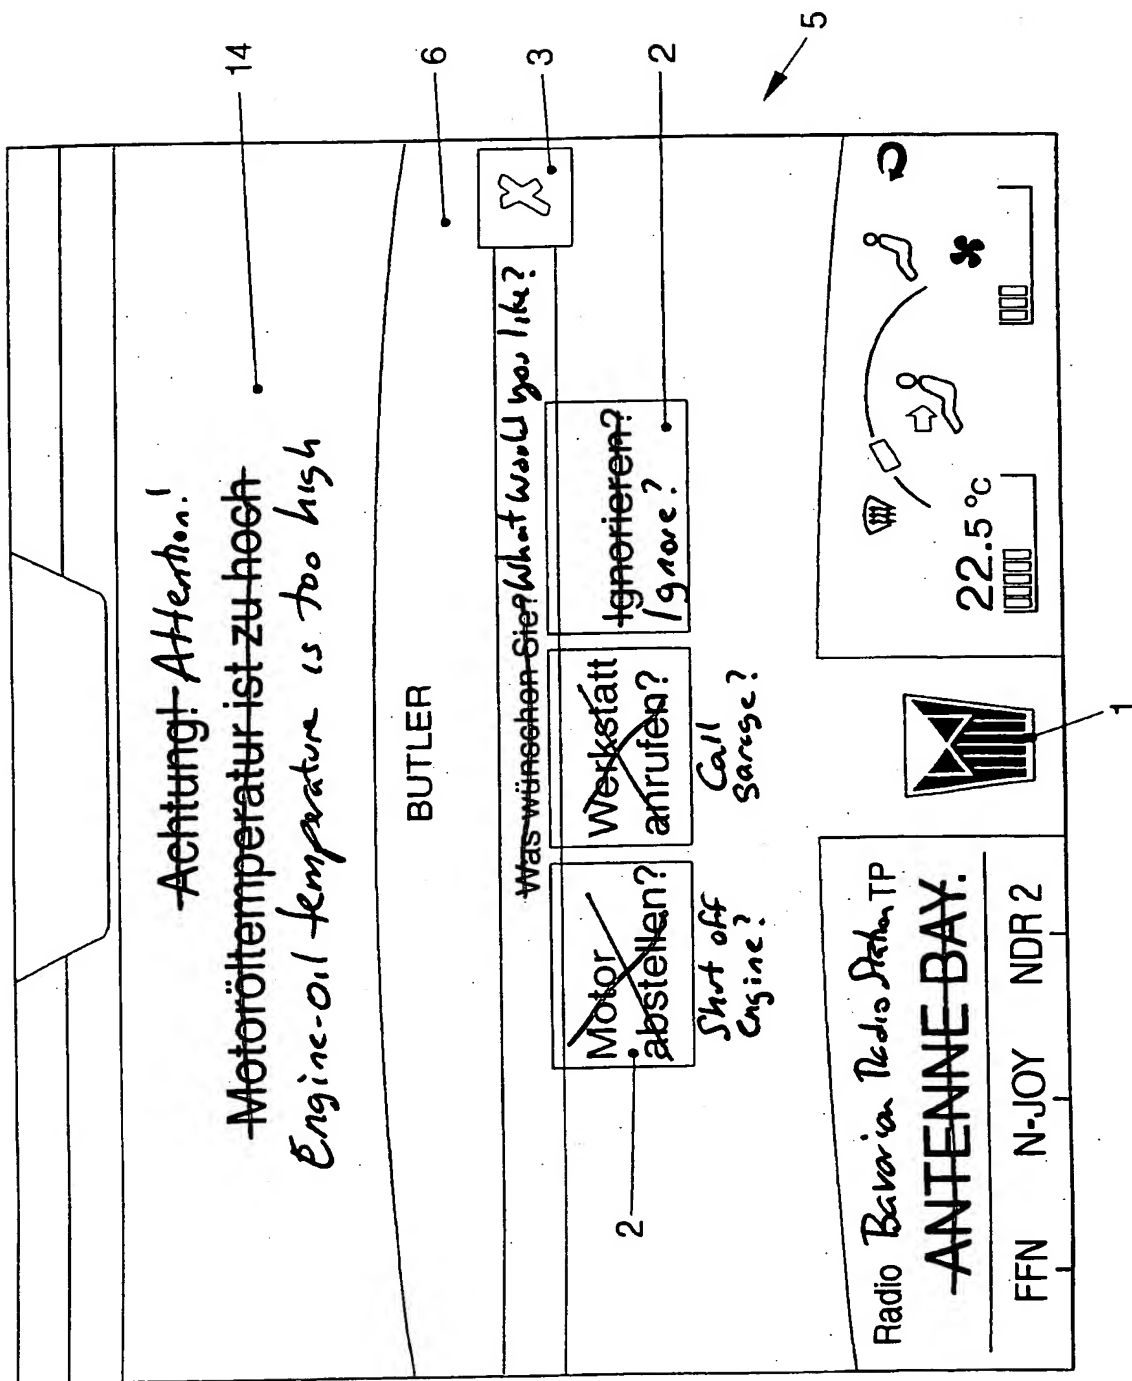 14
Achtung! Attention!
Motoröltemperatur ist zu hoch
Engine-oil temperature is too high
6
BUTLER
3
X
Was wünschen Sie? What would you like?
2
Motor abstellen?
Shut off Engine?
Werkstatt anrufen?
Call Garage?
Ignorieren?
Ignore?
2
5
Radio Bavarian Radio Station TP
ANTENNE BAY.
FFN N-JOY NDR 2
22.5 °C
1